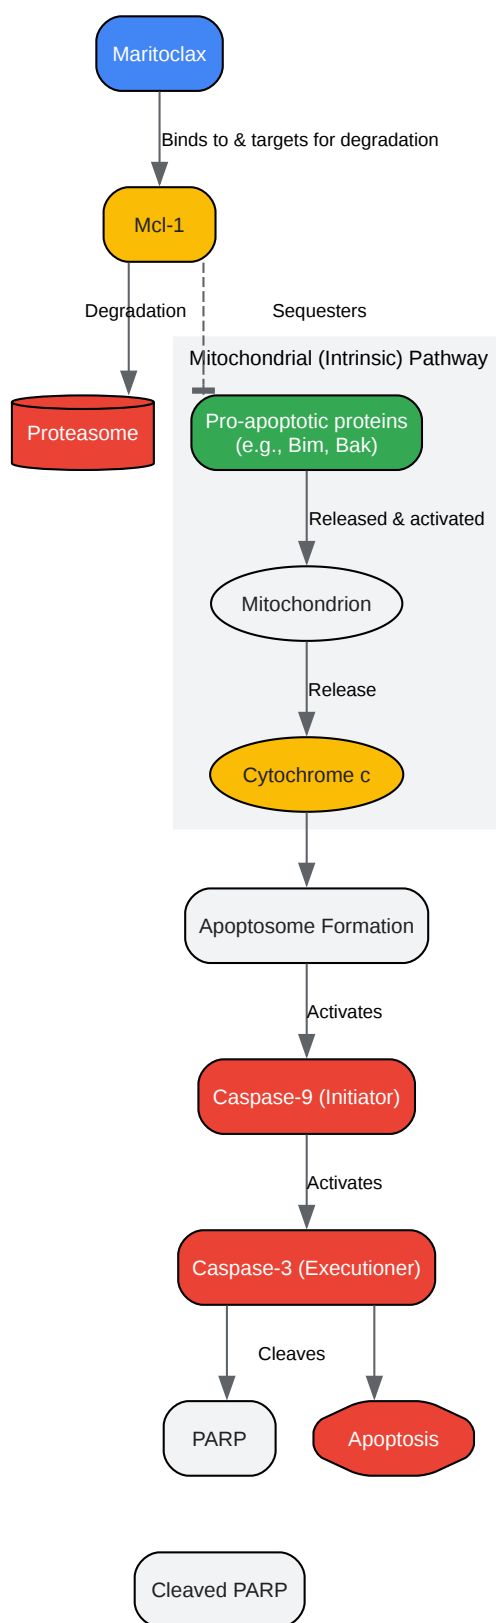 Maritoclax
Binds to & targets for degradation
Mcl-1
Degradation
Sequesters
Mitochondrial (Intrinsic) Pathway
Proteasome
Pro-apoptotic proteins
(e.g., Bim, Bak)
Released & activated
Mitochondrion
Release
Cytochrome c
Apoptosome Formation
Activates
Caspase-9 (Initiator)
Activates
Caspase-3 (Executioner)
Cleaves
PARP
Apoptosis
Cleaved PARP